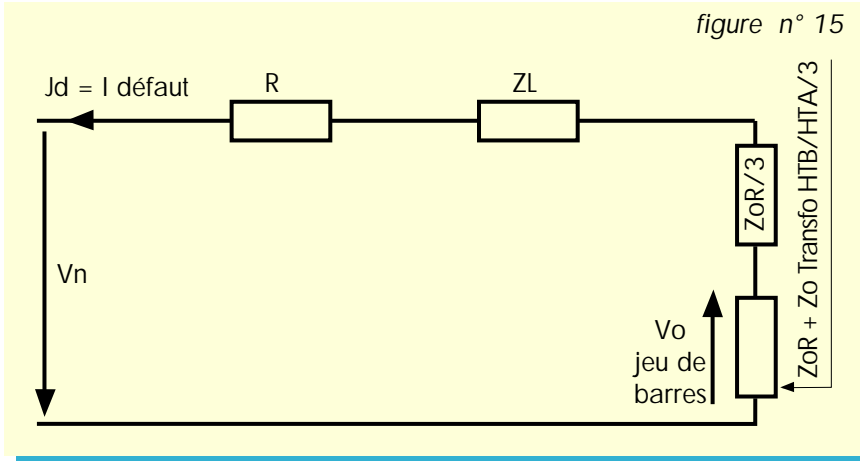 figure n° 15
Jd = I défaut
R
ZL
ZoR/3
ZoR + Zo Transfo HTB/HTA/3
Vn
Vo
jeu de
barres